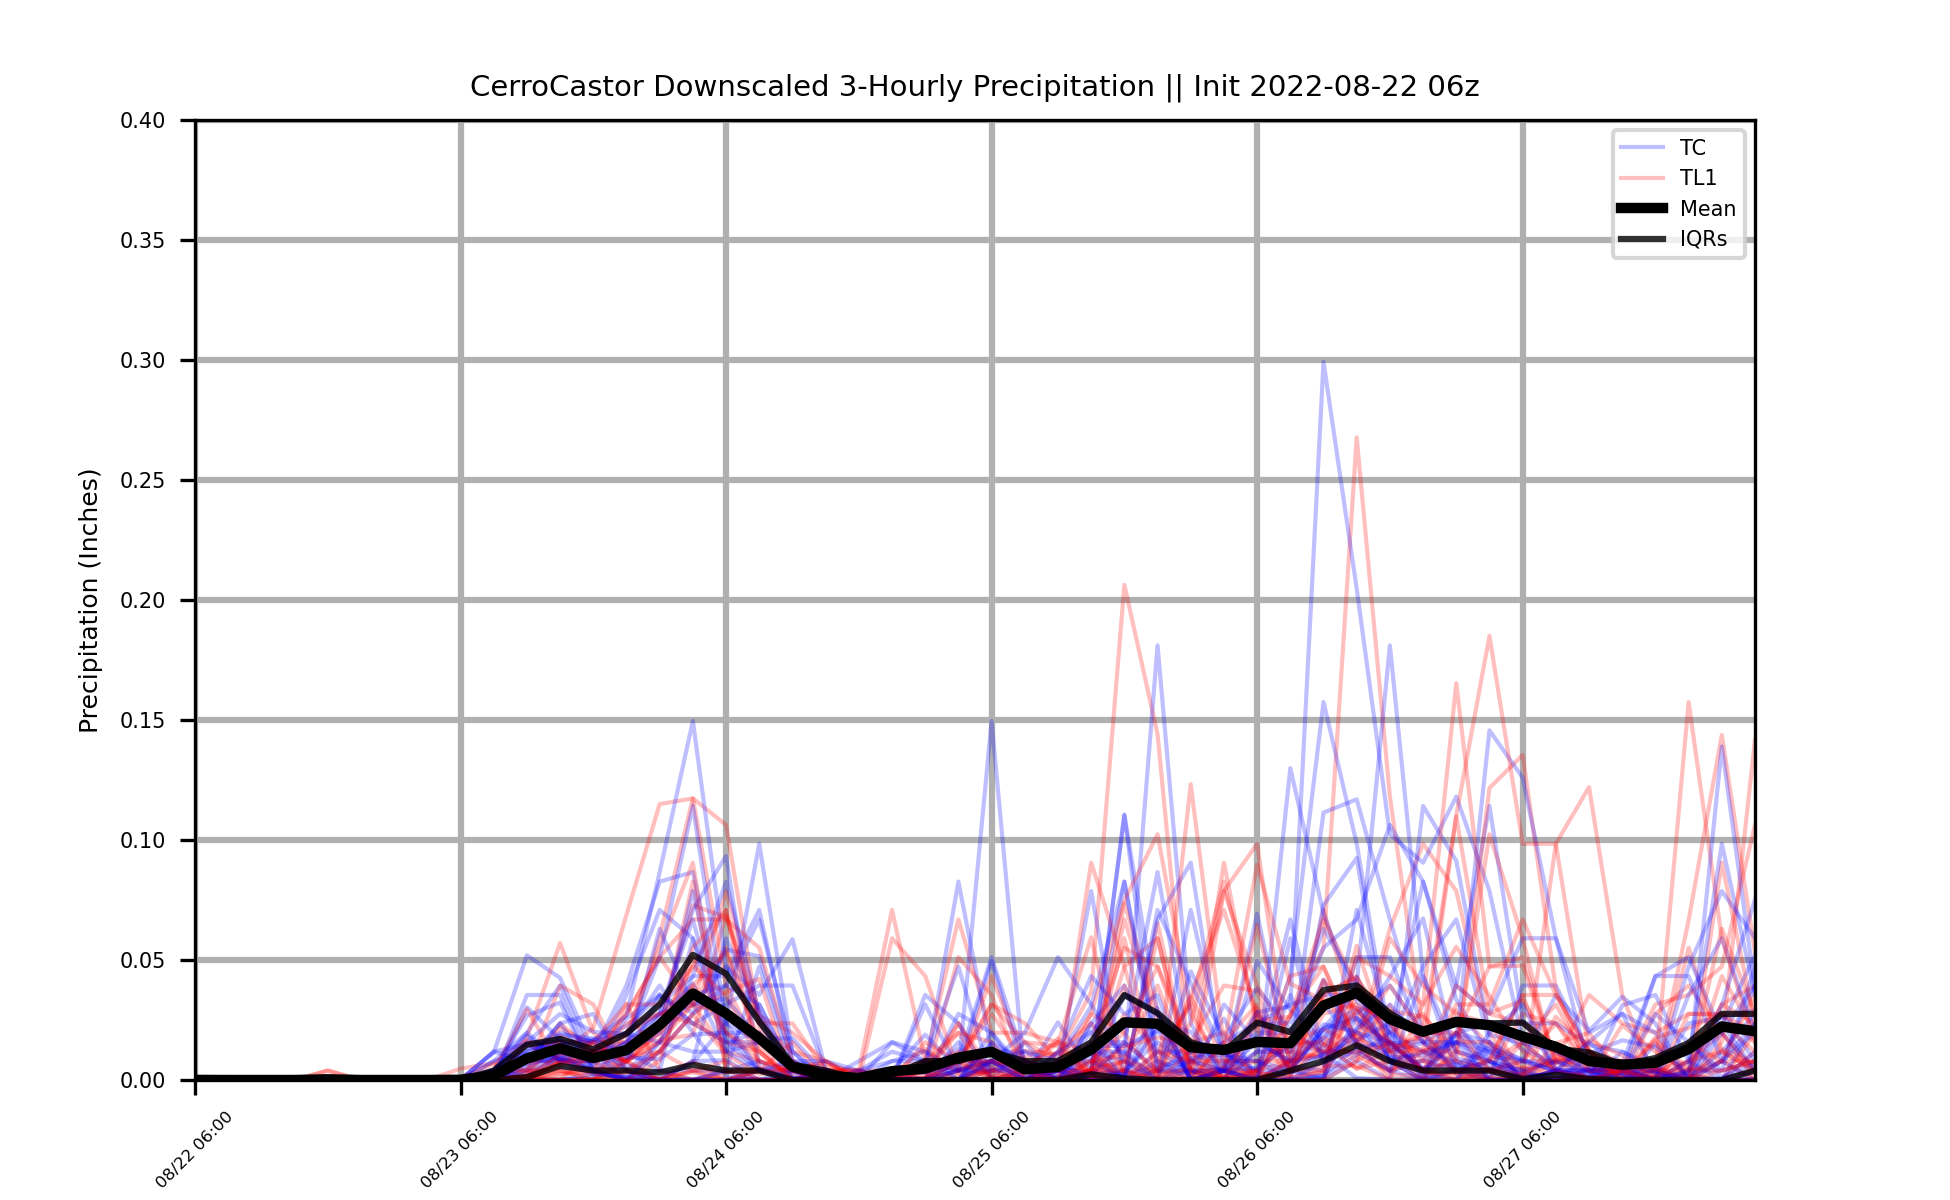 CerroCastor Downscaled 3-Hourly Precipitation || Init 2022-08-22 06z
0.40
0.35
0.30
0.25
0.20
0.15
0.10
0.05
0.00
Precipitation (Inches)
TC
TL1
Mean
IQRs
08/22 06:00
08/23 06:00
08/24 06:00
08/25 06:00
08/26 06:00
08/27 06:00